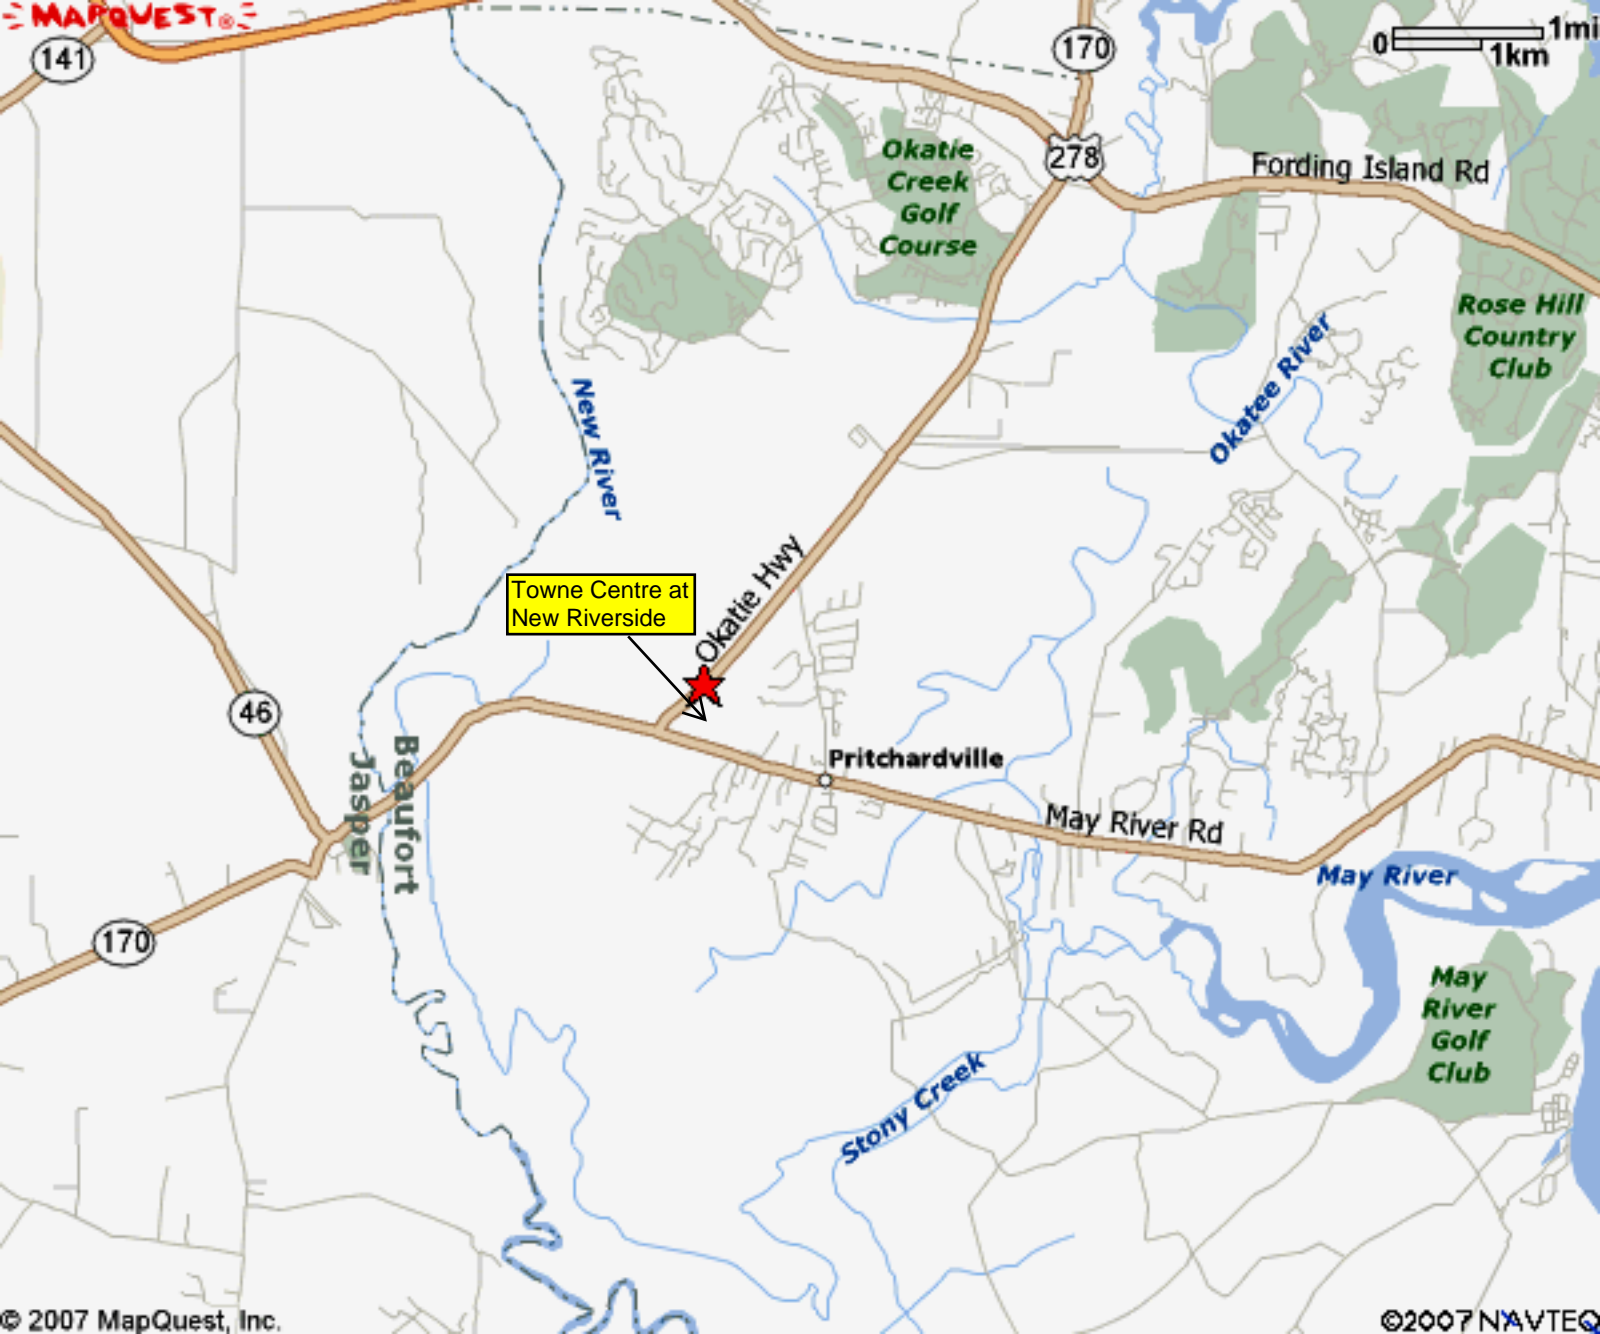 MAPQUEST®
141
170
0
1mi
1km
278
Fording Island Rd
Okatie
Creek
Golf
Course
Rose Hill
Country
Club
Okatee River
New River
Okatie Hwy
Towne Centre at
New Riverside
46
Jasper
Beaufort
Pritchardville
May River Rd
May River
170
May
River
Golf
Club
Stony Creek
© 2007 MapQuest, Inc.
©2007 NAVTEQ